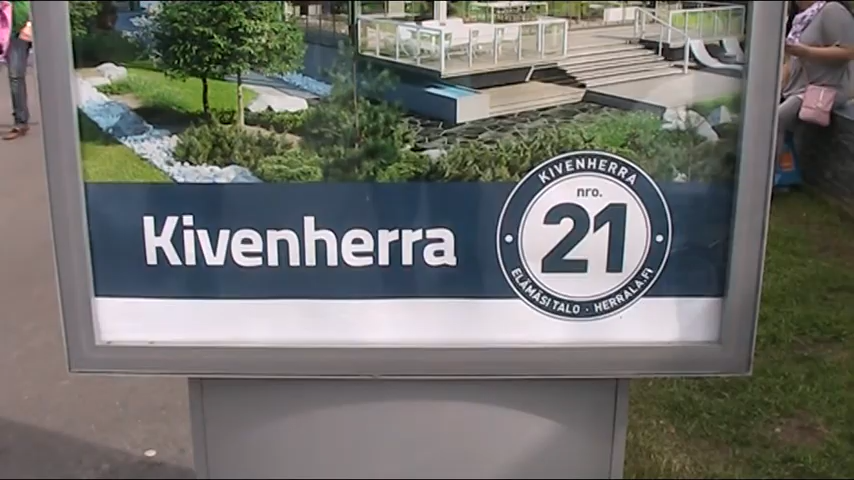 Kivenherra
KIVENHERRA
nro.
21
ELÄMÄSI TALO · HERRALA.FI